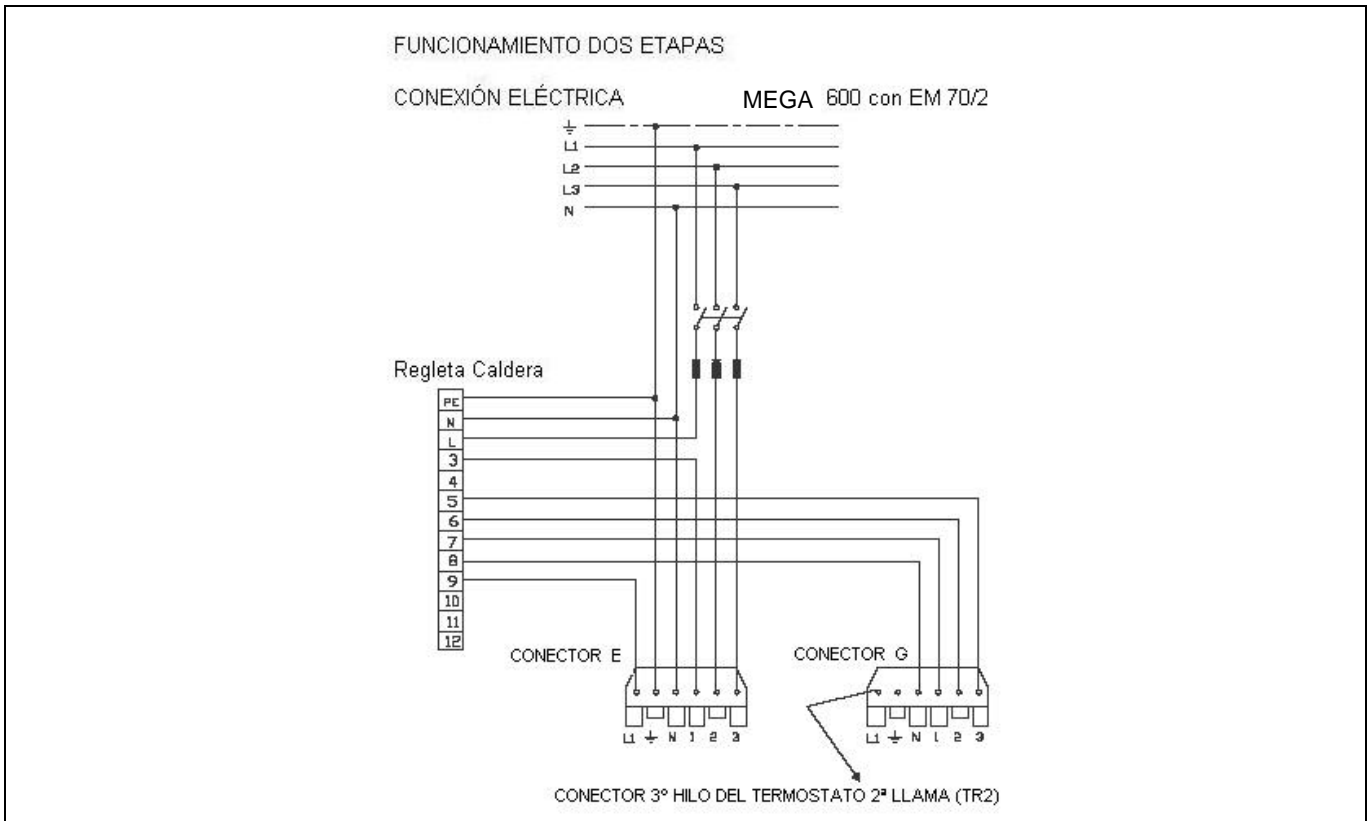 FUNCIONAMIENTO DOS ETAPAS
CONEXIÓN ELÉCTRICA MEGA 600 con EM 70/2
L1
L2
L3
N
Regleta Caldera
PE
N
L
3
4
5
6
7
8
9
10
11
12
CONECTOR E CONECTOR G
L1 N 1 2 3 L1 N 1 2 3
CONECTOR 3º HILO DEL TERMOSTATO 2ª LLAMA (TR2)